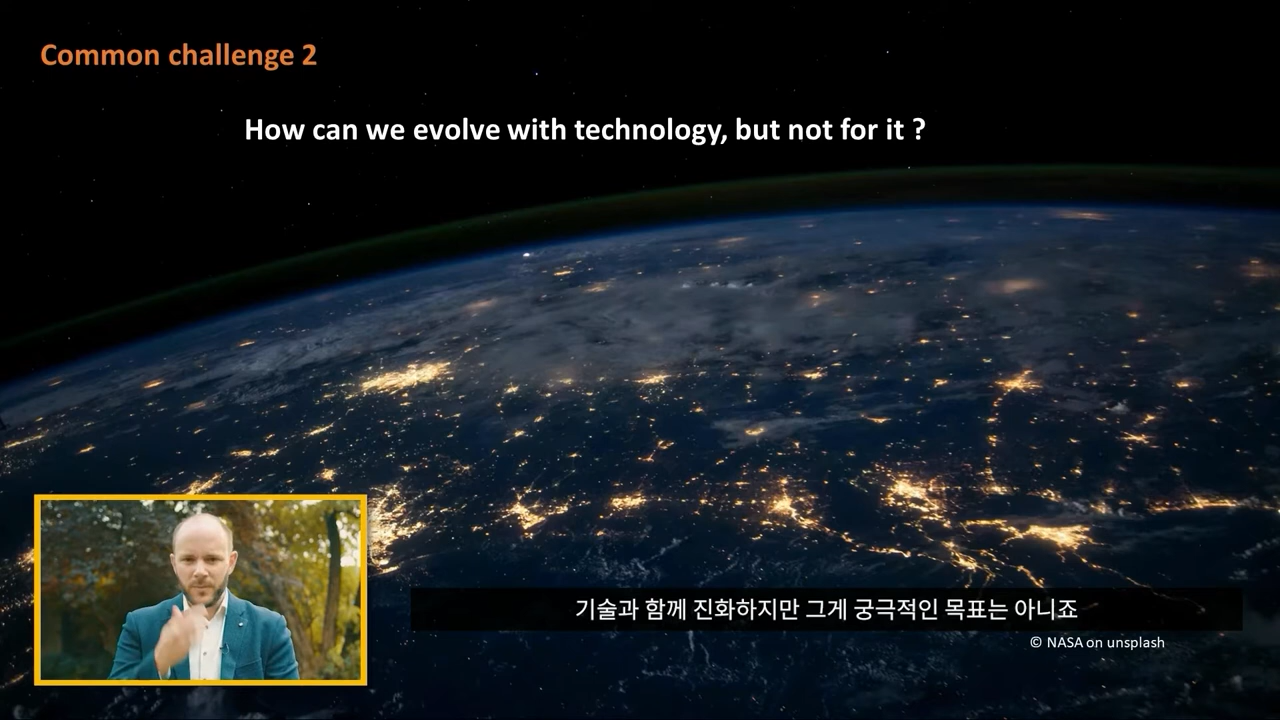 Common challenge 2
How can we evolve with technology, but not for it ?
기술과 함께 진화하지만 그게 궁극적인 목표는 아니죠
© NASA on unsplash